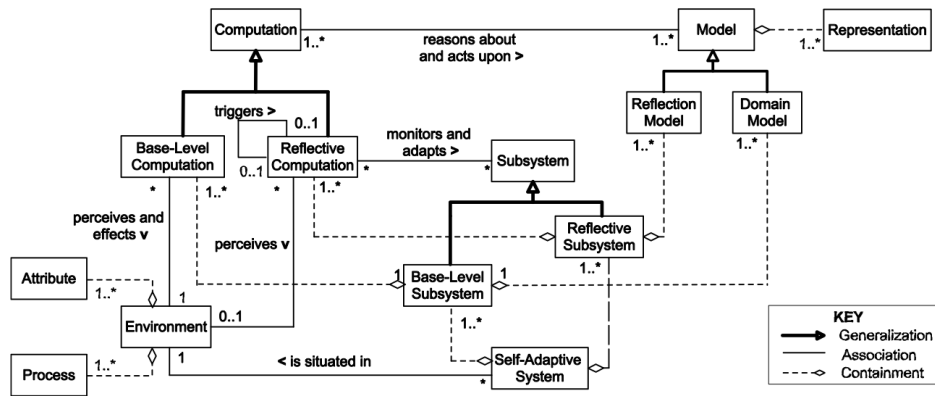 Computation
1..*
reasons about
and acts upon >
1..*
Model
1..*
Representation
triggers >
0..1
0..1
Reflection
Model
1..*
Domain
Model
1..*
Base-Level
Computation
*
1..*
Reflective
Computation
*
1..*
monitors and
adapts >
*
*
Subsystem
perceives and
effects v
perceives v
Reflective
Subsystem
1..*
Attribute
1..*
1
Base-Level
Subsystem
1
1..*
Environment
1
0..1
1
Process
1..*
< is situated in
*
Self-Adaptive
System
KEY
Generalization
Association
Containment